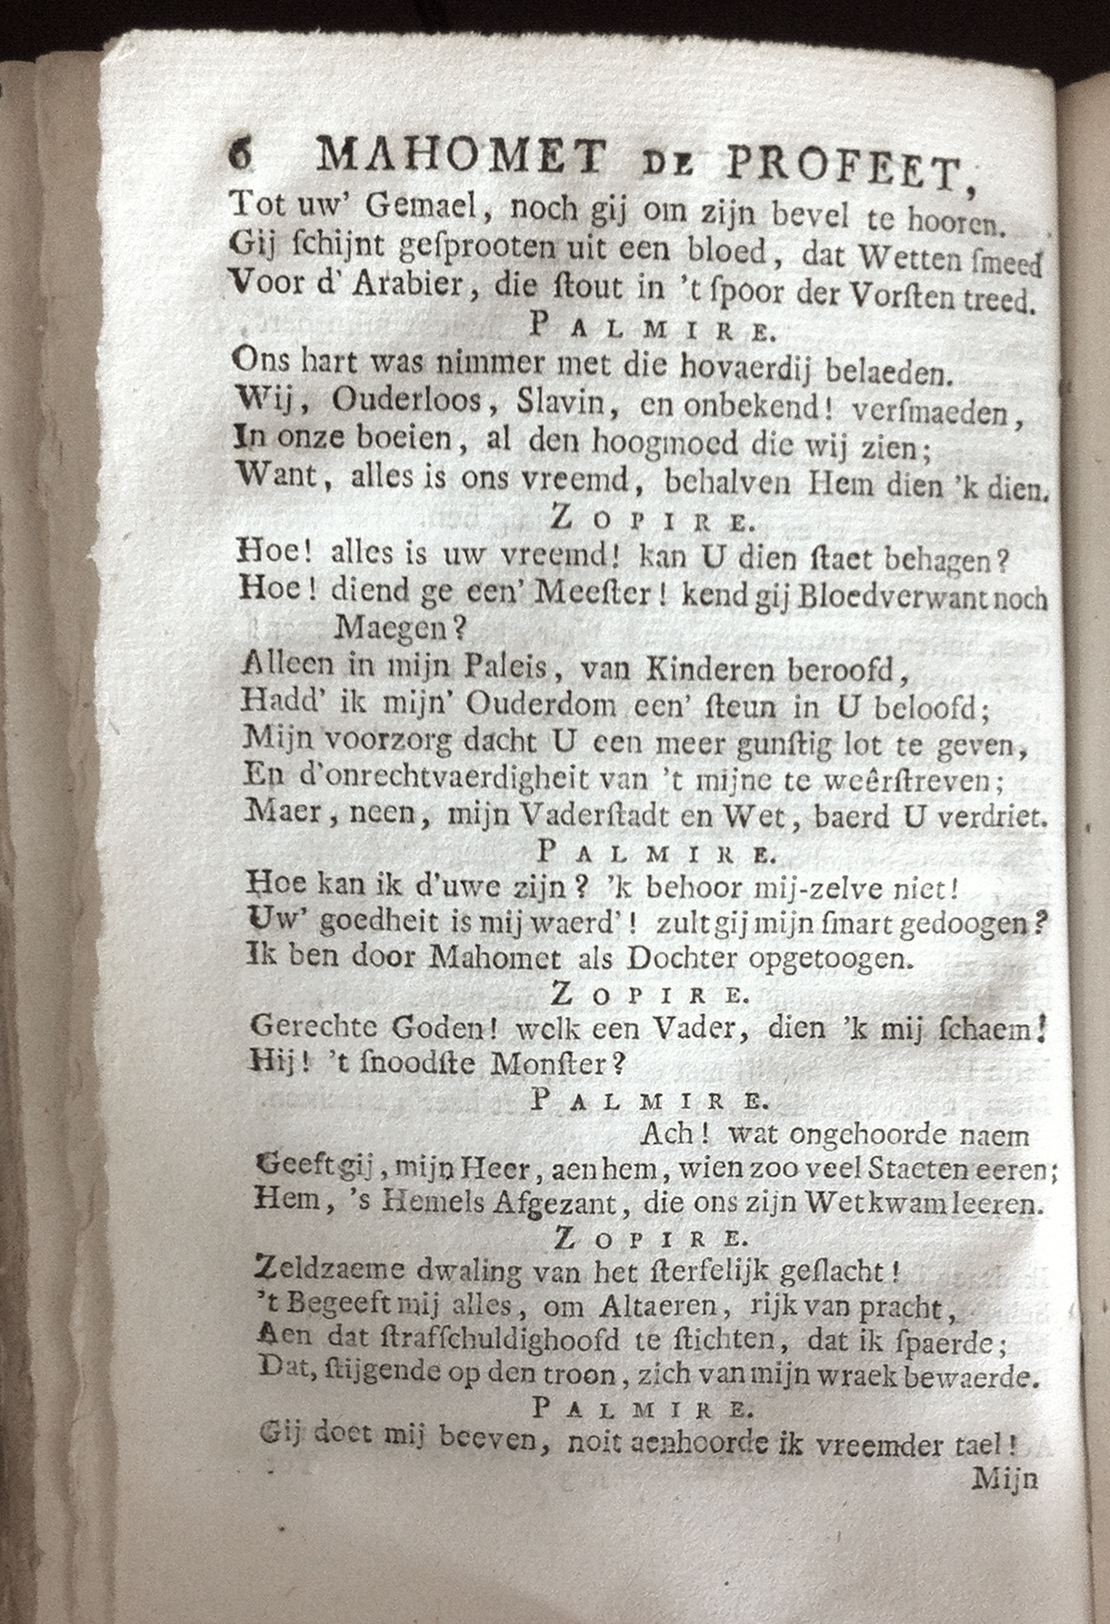 6 MAHOMET DE PROFEET,
Tot uw' Gemael, noch gij om zijn bevel te hooren.
Gij ſchijnt geſprooten uit een bloed, dat Wetten ſmeed
Voor d' Arabier, die ſtout in 't ſpoor der Vorſten treed.
PALMIRE.
Ons hart was nimmer met die hovaerdij belaeden.
Wij, Ouderloos, Slavin, en onbekend! verſmaeden,
In onze boeien, al den hoogmoed die wij zien;
Want, alles is ons vreemd, behalven Hem dien 'k dien.
ZOPIRE.
Hoe! alles is uw vreemd! kan U dien ſtaet behagen?
Hoe! diend ge een' Meeſter! kend gij Bloedverwant noch
Maegen?
Alleen in mijn Paleis, van Kinderen beroofd,
Hadd' ik mijn' Ouderdom een' ſteun in U beloofd;
Mijn voorzorg dacht U een meer gunſtig lot te geven,
En d'onrechtvaerdigheit van 't mijne te weêrſtreven;
Maer, neen, mijn Vaderſtadt en Wet, baerd U verdriet.
PALMIRE.
Hoe kan ik d'uwe zijn? 'k behoor mij-zelve niet!
Uw' goedheit is mij waerd'! zult gij mijn ſmart gedoogen?
Ik ben door Mahomet als Dochter opgetoogen.
ZOPIRE.
Gerechte Goden! welk een Vader, dien 'k mij ſchaem!
Hij! 't ſnoodſte Monſter?
PALMIRE.
Ach! wat ongehoorde naem
Geeft gij, mijn Heer, aen hem, wien zoo veel Staeten eeren;
Hem, 's Hemels Afgezant, die ons zijn Wet kwam leeren.
ZOPIRE.
Zeldzaeme dwaling van het ſterfelijk geſlacht!
't Begeeft mij alles, om Altaeren, rijk van pracht,
Aen dat ſtrafſchuldighoofd te ſtichten, dat ik ſpaerde;
Dat, ſtijgende op den troon, zich van mijn wraek bewaerde.
PALMIRE.
Gij doet mij beeven, noit aenhoorde ik vreemder tael!
Mijn